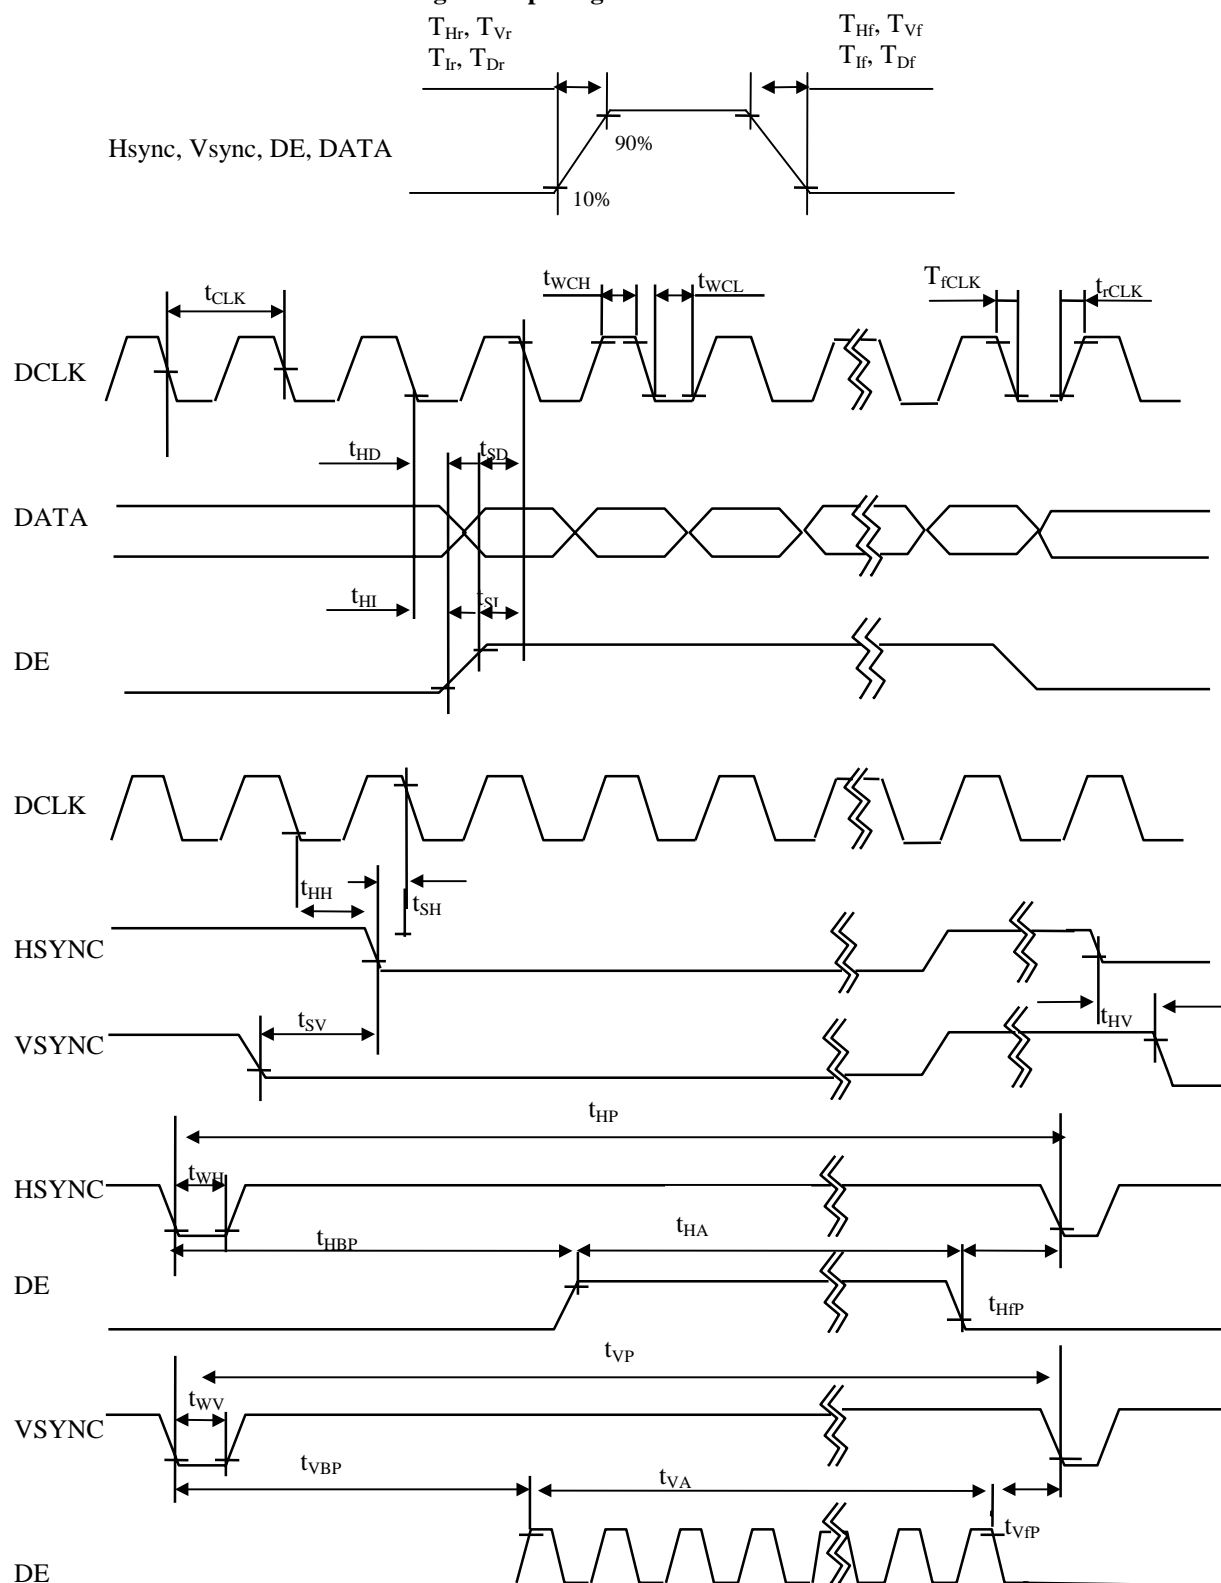 T_Hr, T_Vr
T_Ir, T_Dr
T_Hf, T_Vf
T_If, T_Df
Hsync, Vsync, DE, DATA
90%
10%
t_CLK
t_WCH
t_WCL
T_fCLK
t_rCLK
DCLK
t_HD
t_SD
DATA
t_HI
t_SI
DE
DCLK
t_HH
t_SH
HSYNC
t_SV
t_HV
VSYNC
t_HP
t_WH
HSYNC
t_HBP
t_HA
DE
t_HfP
t_VP
t_WV
VSYNC
t_VBP
t_VA
t_VfP
DE